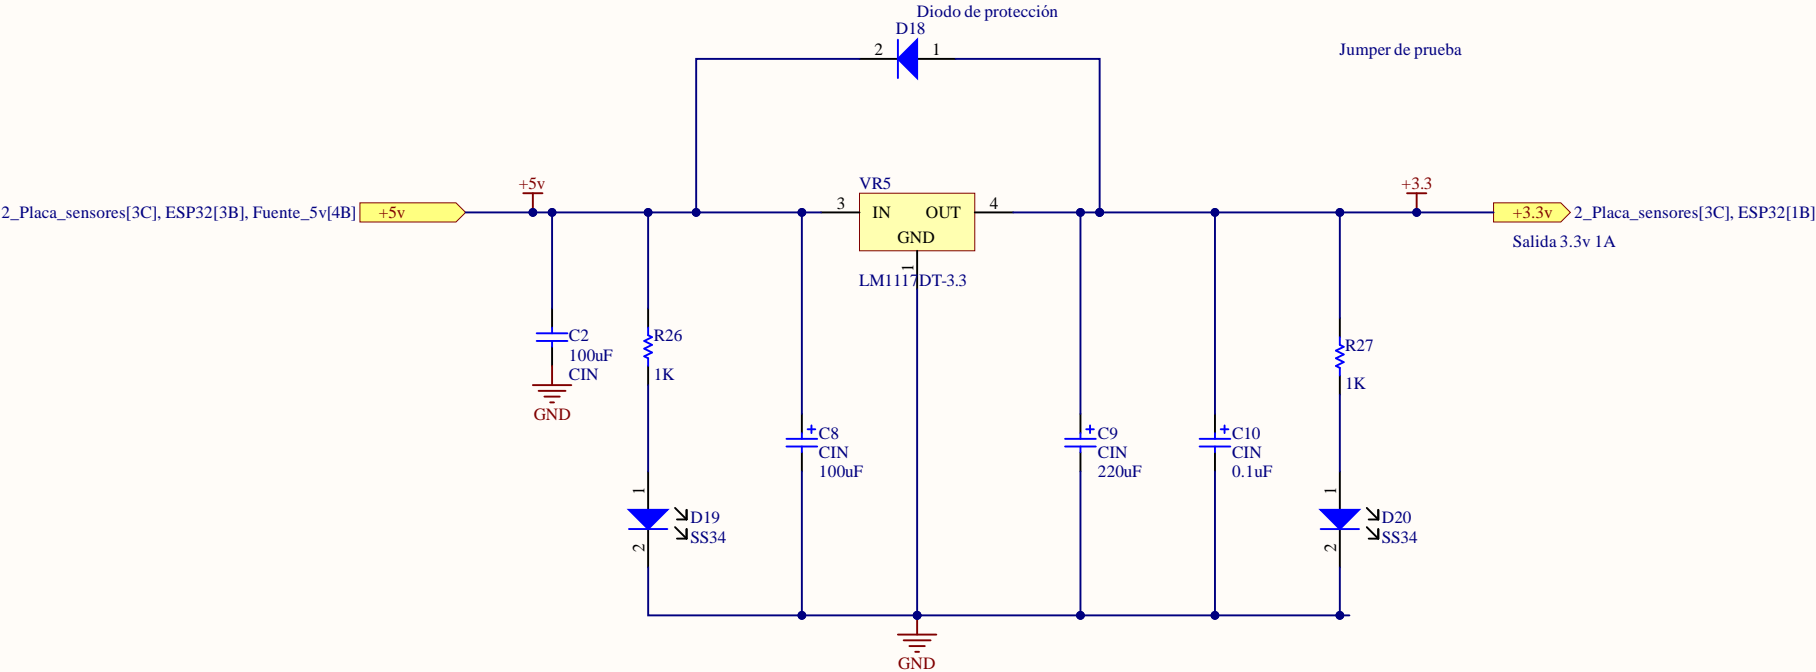 Diodo de protección
D18
2
1
Jumper de prueba
+5v
VR5
+3.3
2_Placa_sensores[3C], ESP32[3B], Fuente_5v[4B]
+5v
3
IN
OUT
4
GND
1
LM1117DT-3.3
+3.3v
2_Placa_sensores[3C], ESP32[1B]
Salida 3.3v 1A
C2
100uF
CIN
GND
R26
1K
R27
1K
+
C8
CIN
100uF
+
C9
CIN
220uF
+
C10
CIN
0.1uF
1
D19
SS34
2
1
D20
SS34
2
GND